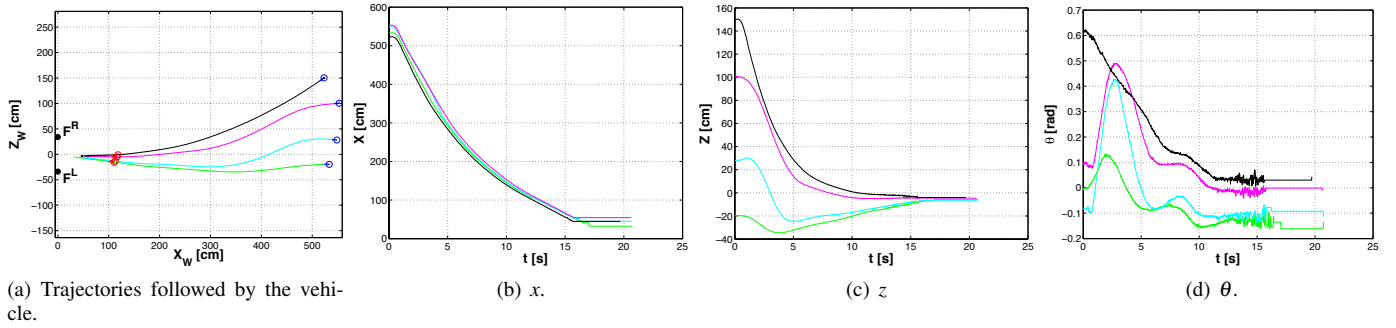 250
200
150
100
50
0
−50
−100
−150
0 100 200 300 400 500
Z_W [cm]
X_W [cm]
F^R
F^L
(a) Trajectories followed by the vehi-
cle.
600
500
400
300
200
100
0
0 5 10 15 20 25
X [cm]
t [s]
(b) x.
160
140
120
100
80
60
40
20
0
−20
−40
0 5 10 15 20 25
Z [cm]
t [s]
(c) z
0.7
0.6
0.5
0.4
0.3
0.2
0.1
0
−0.1
−0.2
0 5 10 15 20 25
θ [rad]
t [s]
(d) θ.